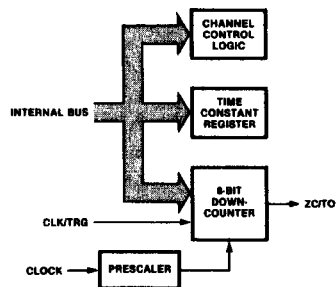 CHANNEL
CONTROL
LOGIC
INTERNAL BUS
TIME
CONSTANT
REGISTER
8-BIT
DOWN-
COUNTER
ZC/TO
CLK/TRG
CLOCK
PRESCALER